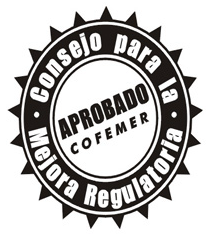 Consejo para la
APROBADO
COFEMER
Mejora Regulatoria